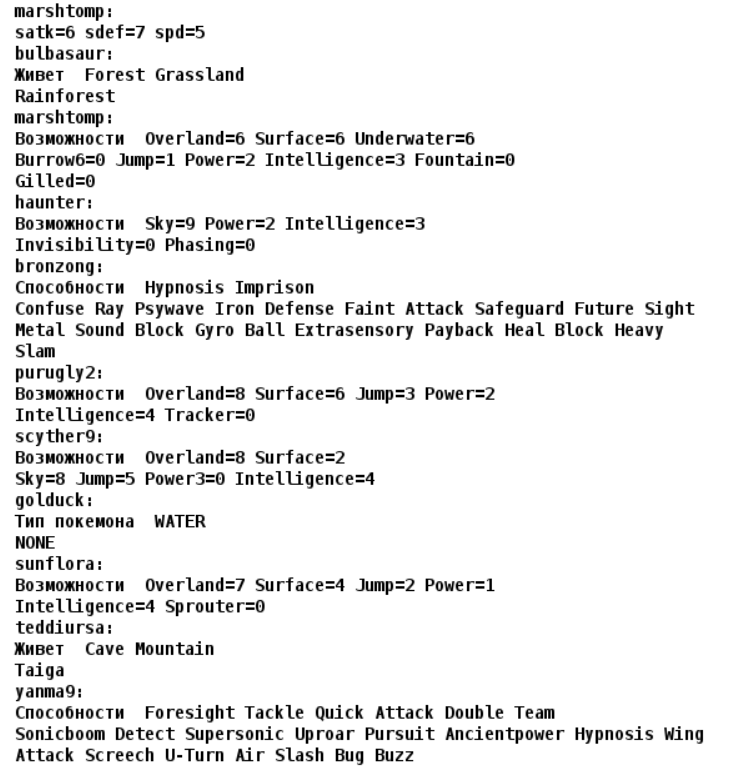 marshtomp:
satk=6 sdef=7 spd=5
bulbasaur:
Живет  Forest Grassland
Rainforest
marshtomp:
Возможности  Overland=6 Surface=6 Underwater=6
Burrow6=0 Jump=1 Power=2 Intelligence=3 Fountain=0
Gilled=0
haunter:
Возможности  Sky=9 Power=2 Intelligence=3
Invisibility=0 Phasing=0
bronzong:
Способности  Hypnosis Imprison
Confuse Ray Psywave Iron Defense Faint Attack Safeguard Future Sight
Metal Sound Block Gyro Ball Extrasensory Payback Heal Block Heavy
Slam
purugly2:
Возможности  Overland=8 Surface=6 Jump=3 Power=2
Intelligence=4 Tracker=0
scyther9:
Возможности  Overland=8 Surface=2
Sky=8 Jump=5 Power3=0 Intelligence=4
golduck:
Тип покемона  WATER
NONE
sunflora:
Возможности  Overland=7 Surface=4 Jump=2 Power=1
Intelligence=4 Sprouter=0
teddiursa:
Живет  Cave Mountain
Taiga
yanma9:
Способности  Foresight Tackle Quick Attack Double Team
Sonicboom Detect Supersonic Uproar Pursuit Ancientpower Hypnosis Wing
Attack Screech U-Turn Air Slash Bug Buzz